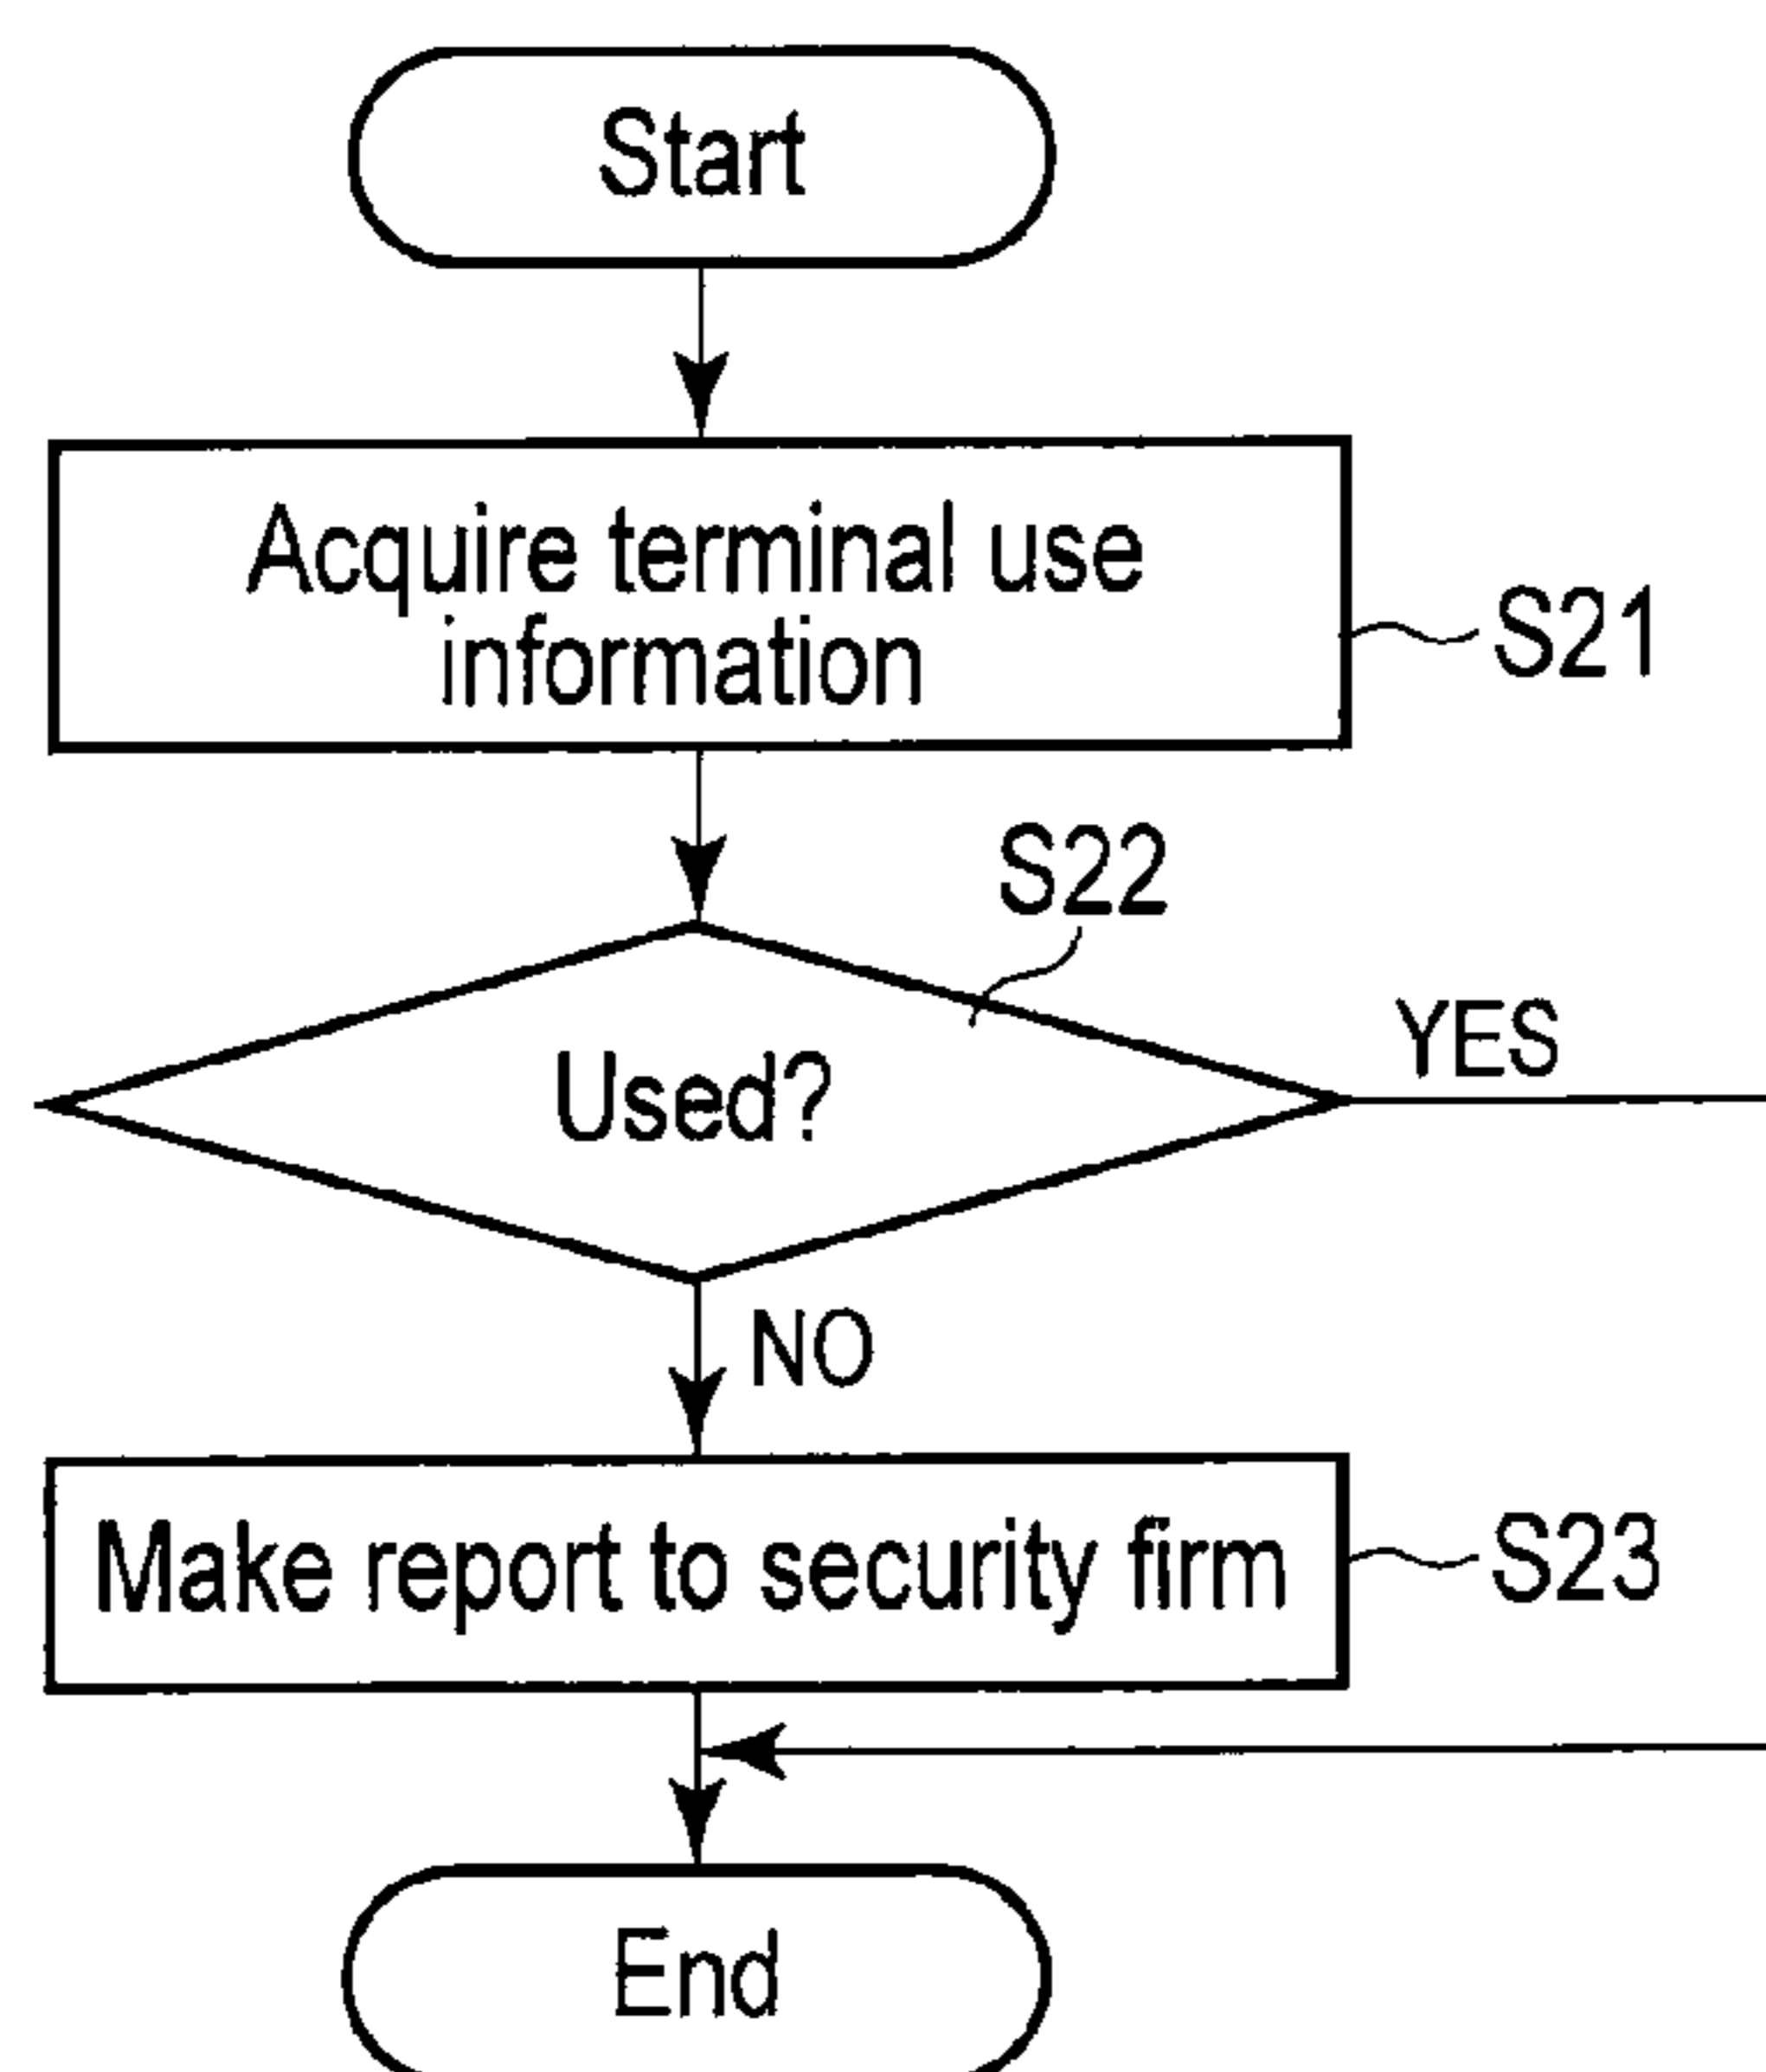 Start
Acquire terminal use
information
S21
S22
Used?
YES
NO
Make report to security firm
S23
End